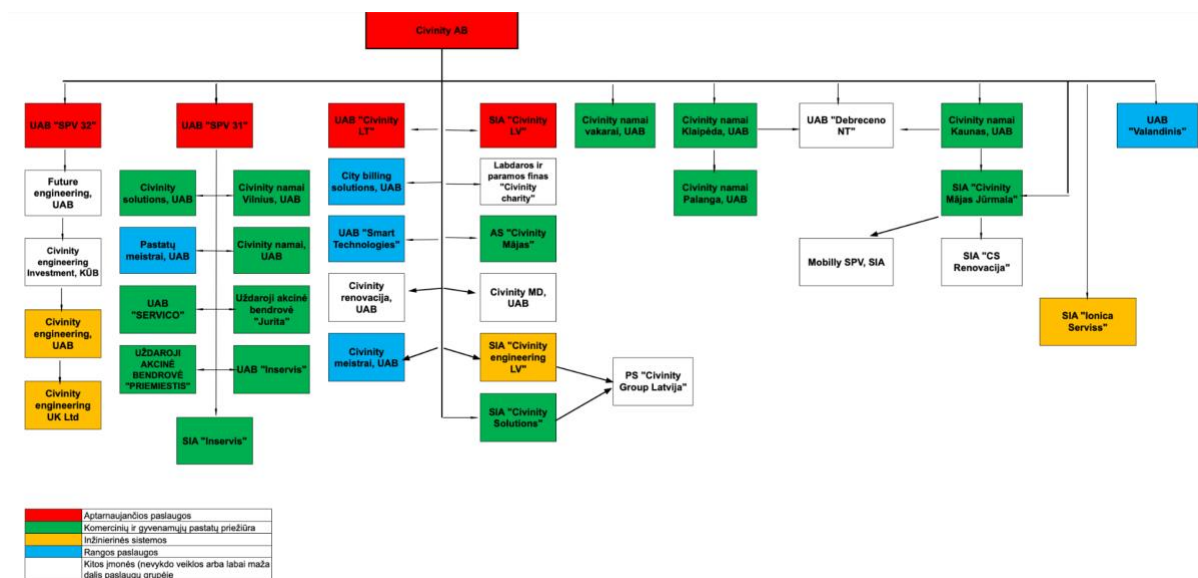 Civinity AB
UAB "SPV 32"
UAB "SPV 31"
UAB "Civinity
LT"
SIA "Civinity
LV"
Civinity namai
vakarai, UAB
Civinity namai
Klaipėda, UAB
UAB "Debreceno
NT"
Civinity namai
Kaunas, UAB
UAB
"Valandinis"
Future
engineering,
UAB
Civinity
solutions, UAB
Civinity namai
Vilnius, UAB
City billing
solutions, UAB
Labdaros ir
paramos finas
"Civinity
charity"
Civinity namai
Palanga, UAB
SIA "Civinity
Mājas Jūrmala"
Civinity
engineering
Investment, KŪB
Pastatų
meistrai, UAB
Civinity namai,
UAB
UAB "Smart
Technologies"
AS "Civinity
Mājas"
Mobilly SPV, SIA
SIA "CS
Renovacija"
Civinity
engineering,
UAB
UAB
"SERVICO"
Uždaroji akcinė
bendrovė
"Jurita"
Civinity
renovacija,
UAB
Civinity MD,
UAB
SIA "Ionica
Serviss"
Civinity
engineering
UK Ltd
UŽDAROJI
AKCINĖ
BENDROVĖ
"PRIEMIESTIS"
UAB "Inservis"
Civinity
meistrai, UAB
SIA "Civinity
engineering
LV"
PS "Civinity
Group Latvija"
SIA "Inservis"
SIA "Civinity
Solutions"
Aptarnaujančios paslaugos
Komercinių ir gyvenamųjų pastatų priežiūra
Inžinierinės sistemos
Rangos paslaugos
Kitos įmonės (nevykdo veiklos arba labai maža
dalis paslaugų grupėje